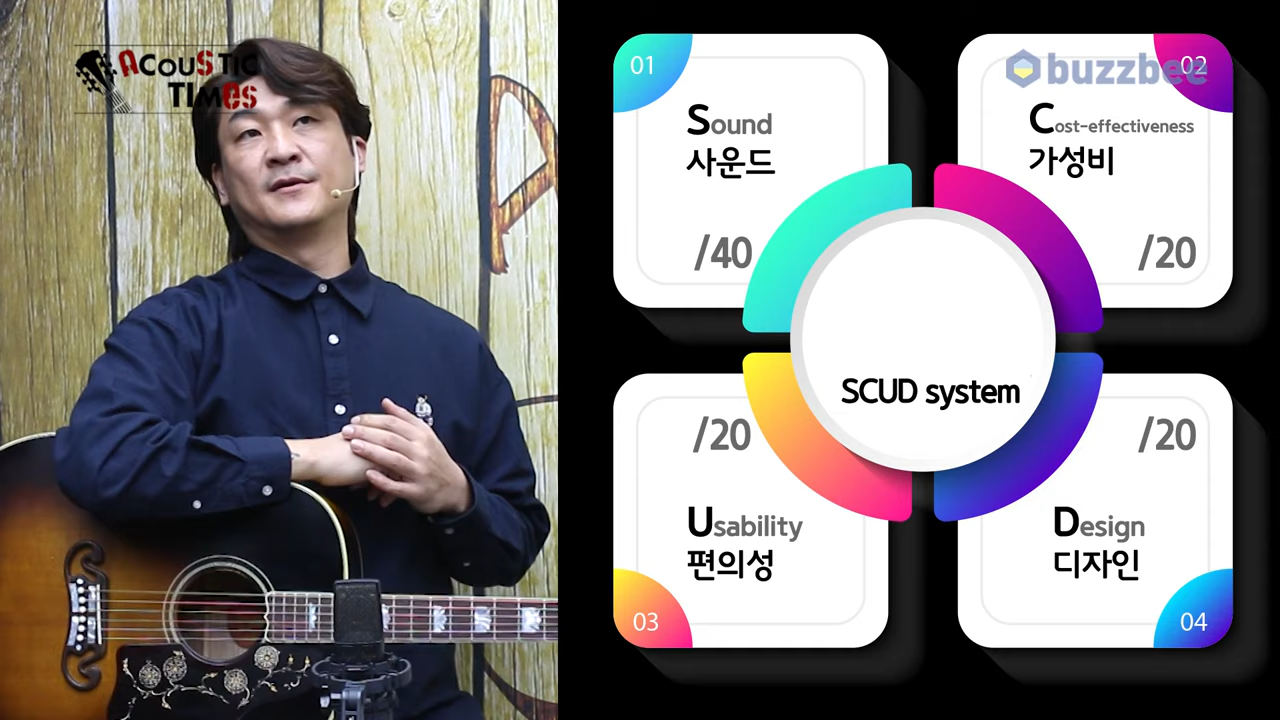 Acoustic
Times
01
Sound
사운드
/40
buzzbee
02
Cost-effectiveness
가성비
/20
SCUD system
/20
Usability
편의성
03
/20
Design
디자인
04